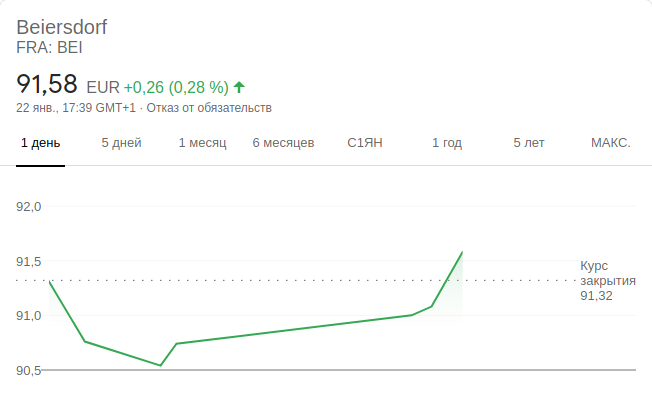 Beiersdorf
FRA: BEI
91,58 EUR +0,26 (0,28 %)
22 янв., 17:39 GMT+1 · Отказ от обязательств
1 день 5 дней 1 месяц 6 месяцев С1ЯН 1 год 5 лет МАКС.
92,0
91,5
91,0
90,5
Курс
закрытия
91,32